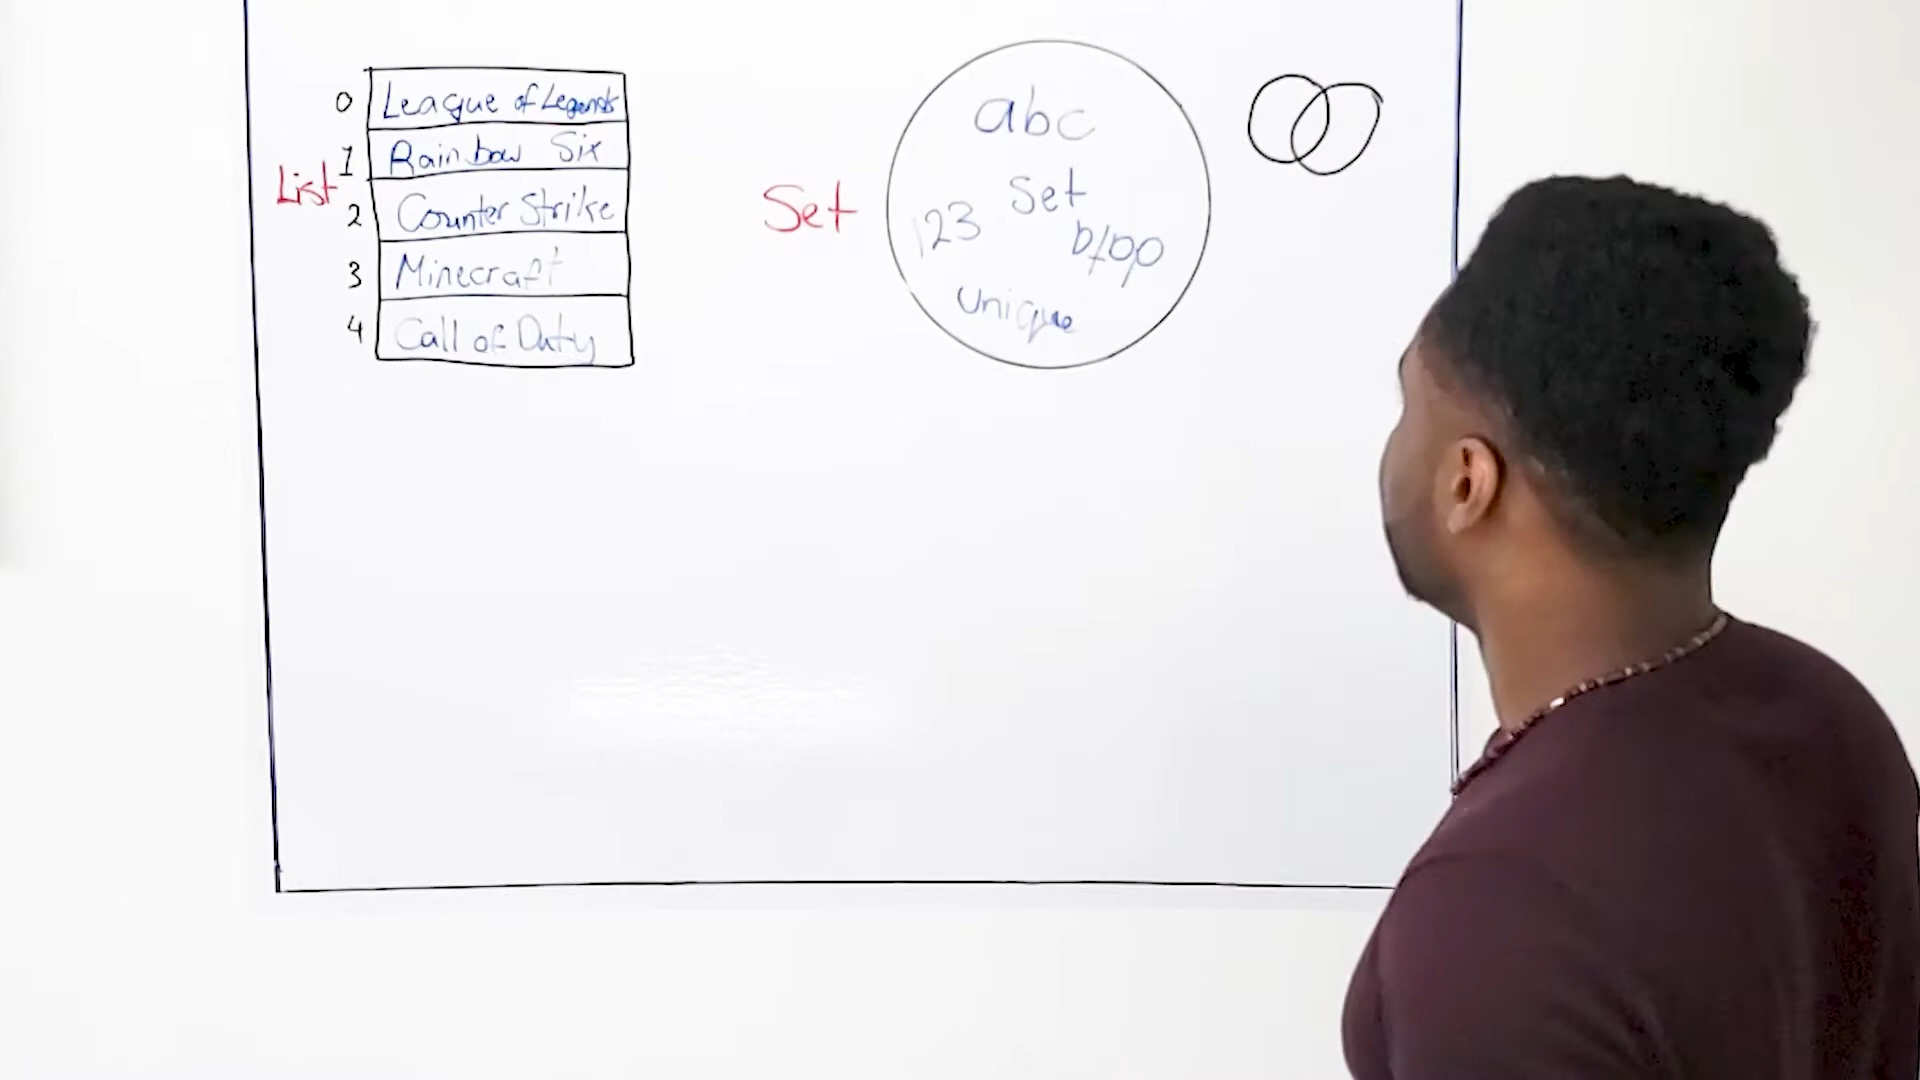 0 League of Legends
1 Rainbow Six
List
2 Counter Strike
3 Minecraft
4 Call of Duty
Set
abc
Set
123
unique